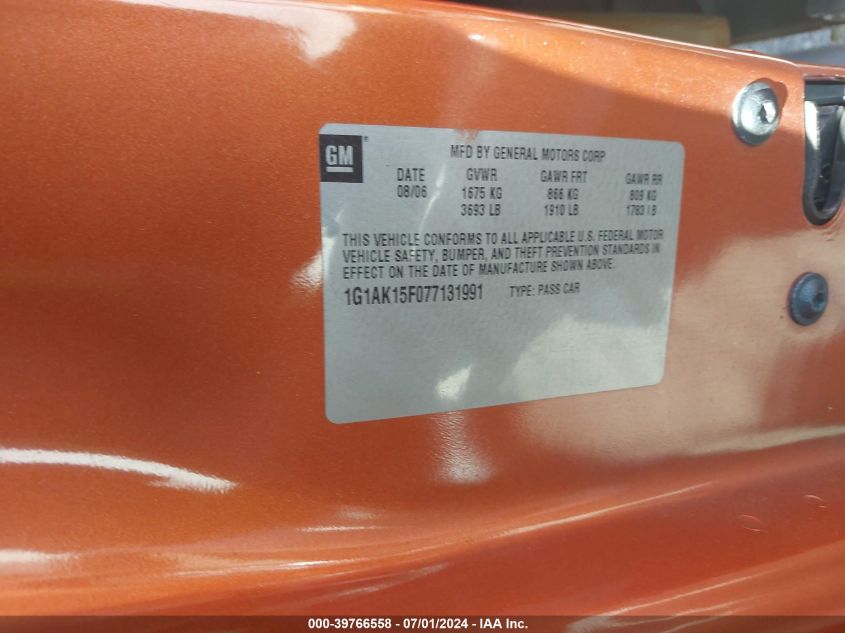 GM®
MFD BY GENERAL MOTORS CORP
DATE GVWR GAWR FRT GAWR RR
08/06 1675 KG 866 KG 809 KG
3693 LB 1910 LB 1783 LB
THIS VEHICLE CONFORMS TO ALL APPLICABLE U.S. FEDERAL MOTOR
VEHICLE SAFETY, BUMPER, AND THEFT PREVENTION STANDARDS IN
EFFECT ON THE DATE OF MANUFACTURE SHOWN ABOVE.
1G1AK15F077131991 TYPE: PASS CAR
000-39766558 - 07/01/2024 - IAA Inc.